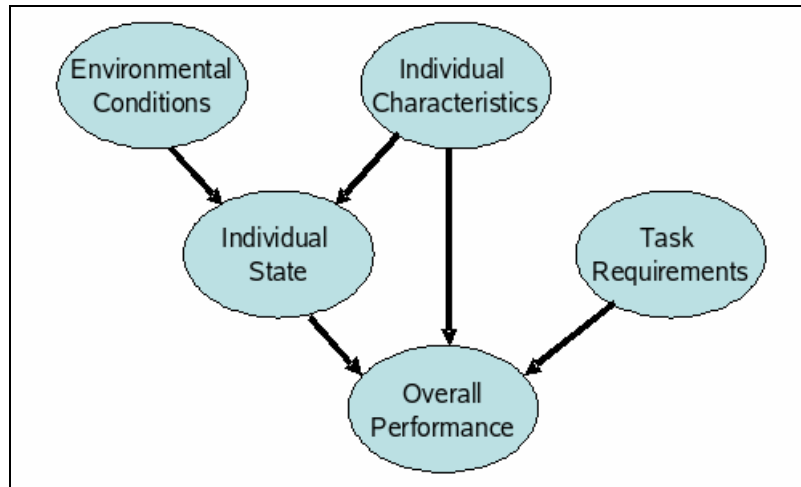 Environmental
Conditions
Individual
Characteristics
Individual
State
Task
Requirements
Overall
Performance